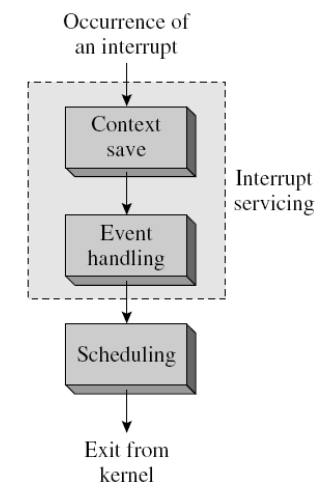 Occurrence of
an interrupt
Context
save
Interrupt
servicing
Event
handling
Scheduling
Exit from
kernel